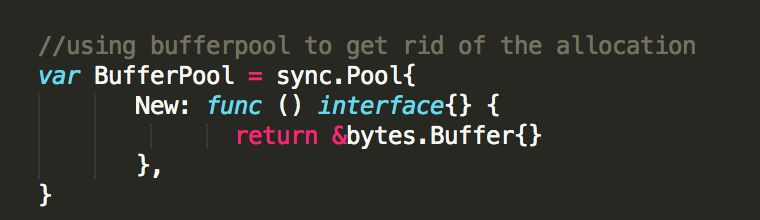 //using bufferpool to get rid of the allocation
var BufferPool = sync.Pool{
New: func () interface{} {
return &bytes.Buffer{}
},
}